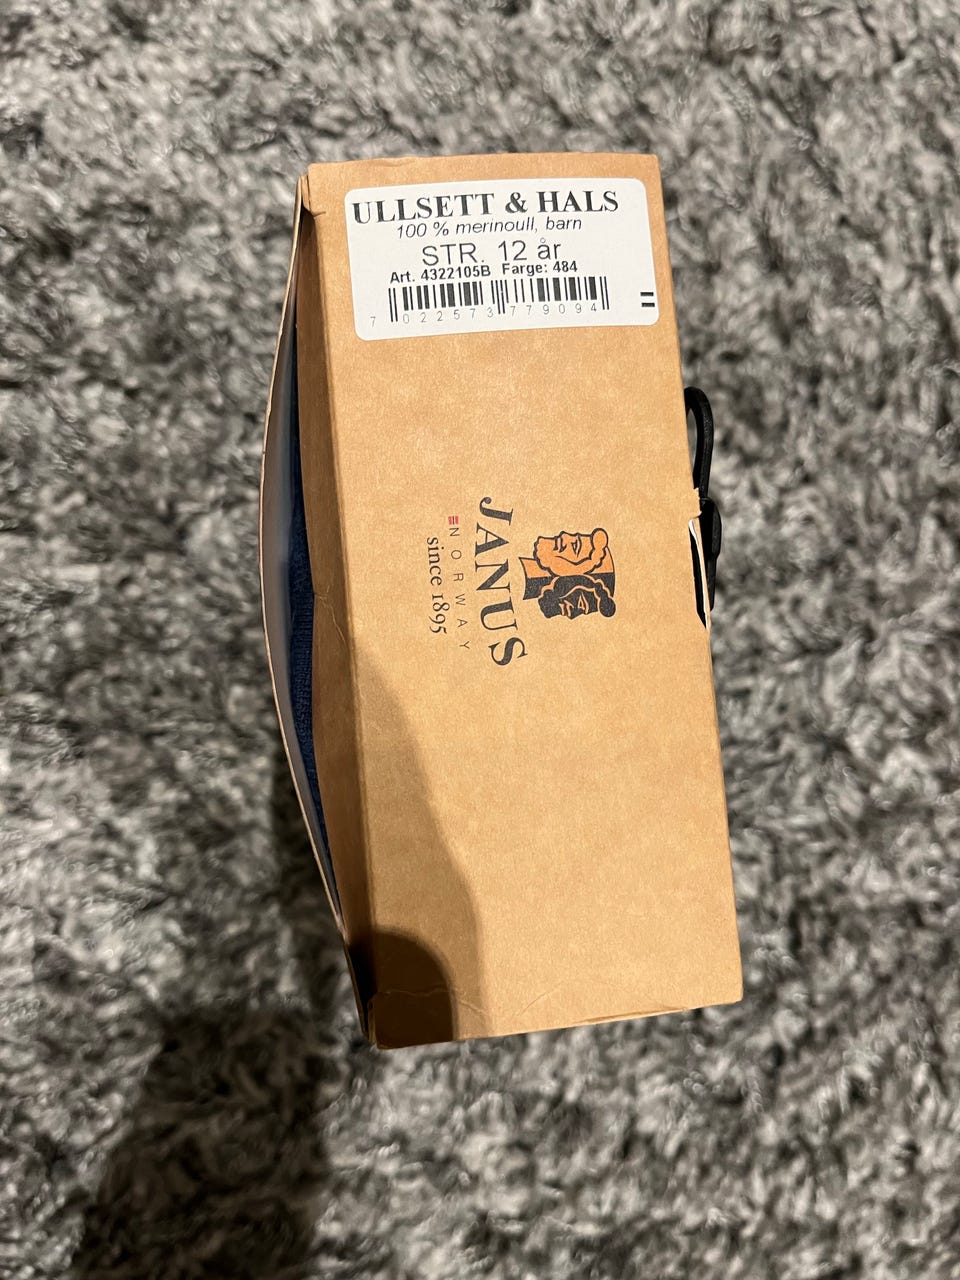 ULLSETT & HALS
100 % merinoull, barn
STR. 12 år
Art. 4322105B Farge: 484
7 022573 779094
JANUS
NORWAY
since 1895